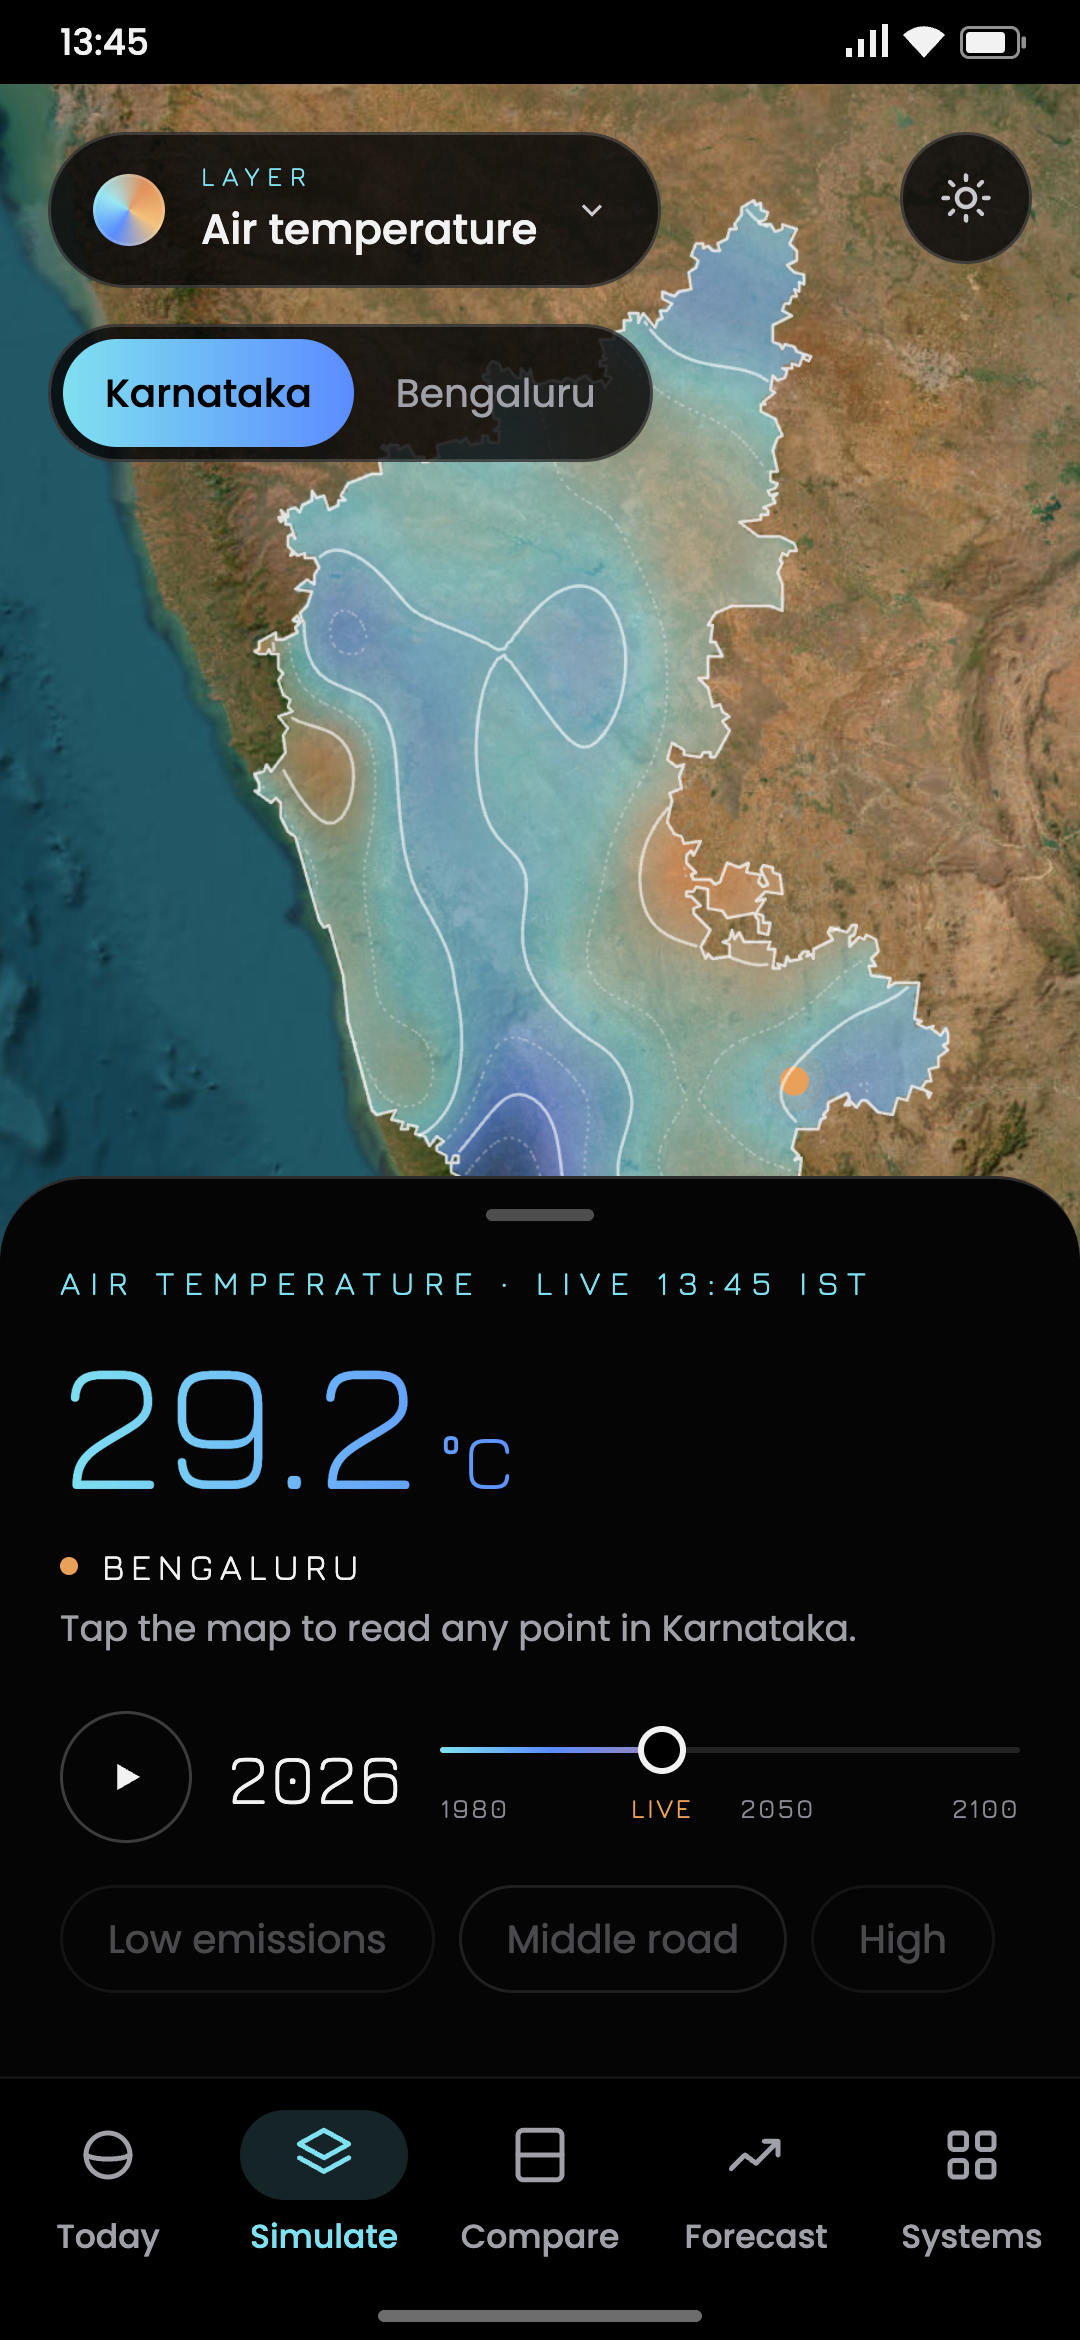 13:45
LAYER
Air temperature
Karnataka Bengaluru
AIR TEMPERATURE · LIVE 13:45 IST
29.2 °C
BENGALURU
Tap the map to read any point in Karnataka.
2026
1980 LIVE 2050 2100
Low emissions Middle road High
Today Simulate Compare Forecast Systems